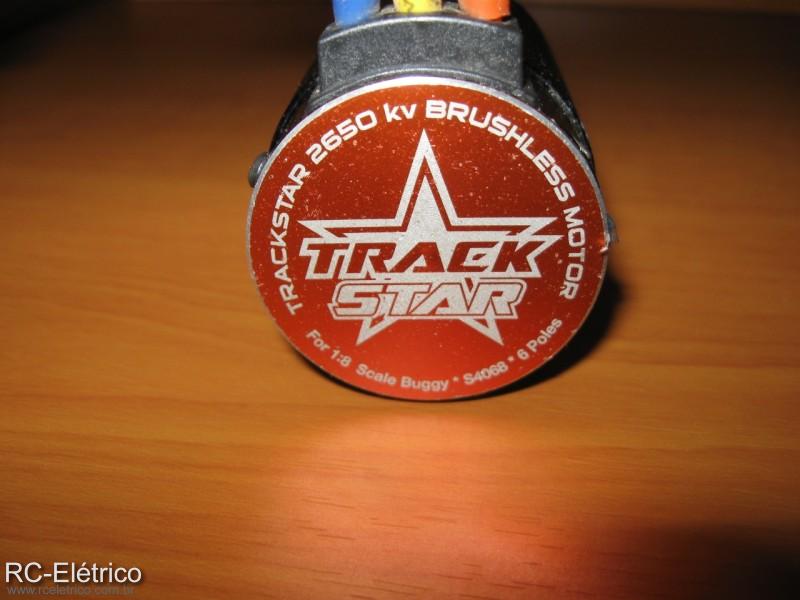 TRACKSTAR 2650 kv BRUSHLESS MOTOR
TRACK
STAR
For 1:8 Scale Buggy * S4068 * 6 Poles
RC-Elétrico
www.rceletrico.com.br